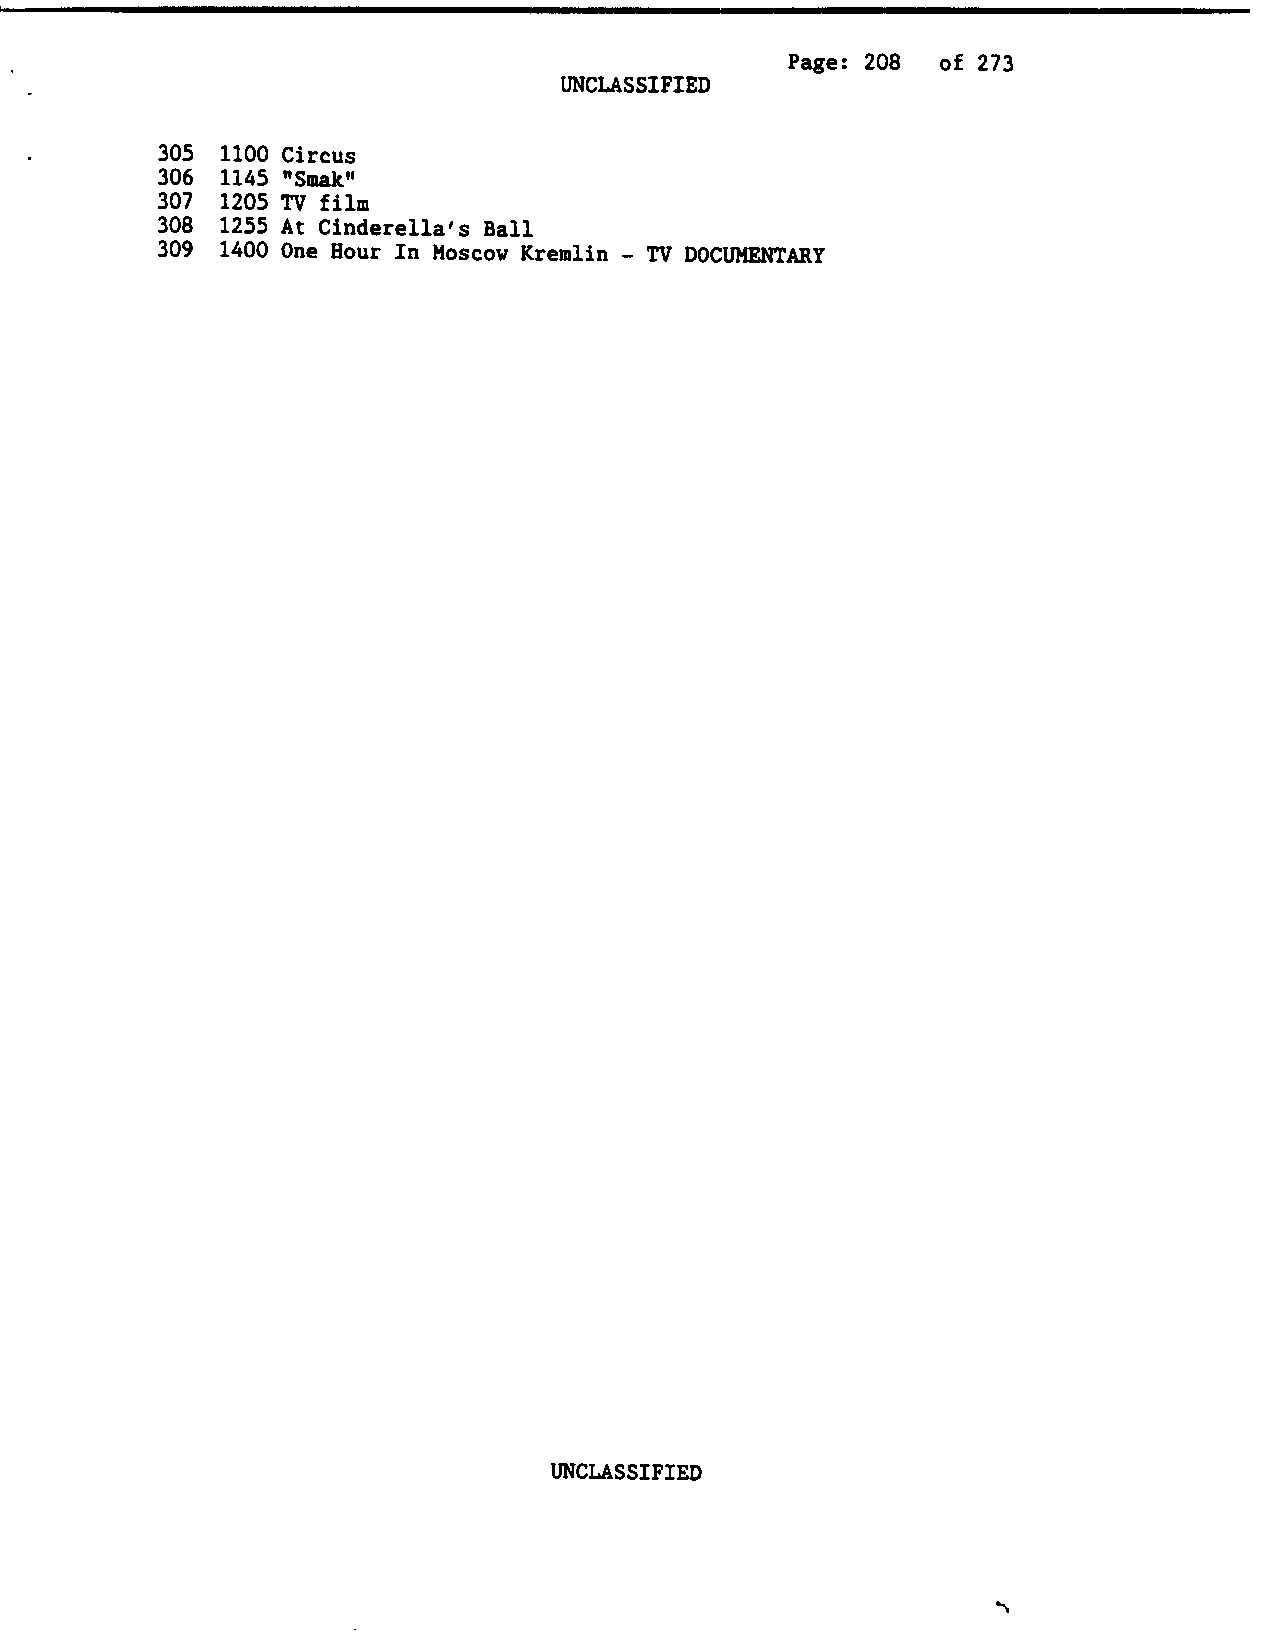 Page: 208 of 273
UNCLASSIFIED
305 1100 Circus
306 1145 "Smak"
307 1205 TV film
308 1255 At Cinderella's Ball
309 1400 One Hour In Moscow Kremlin - TV DOCUMENTARY
UNCLASSIFIED